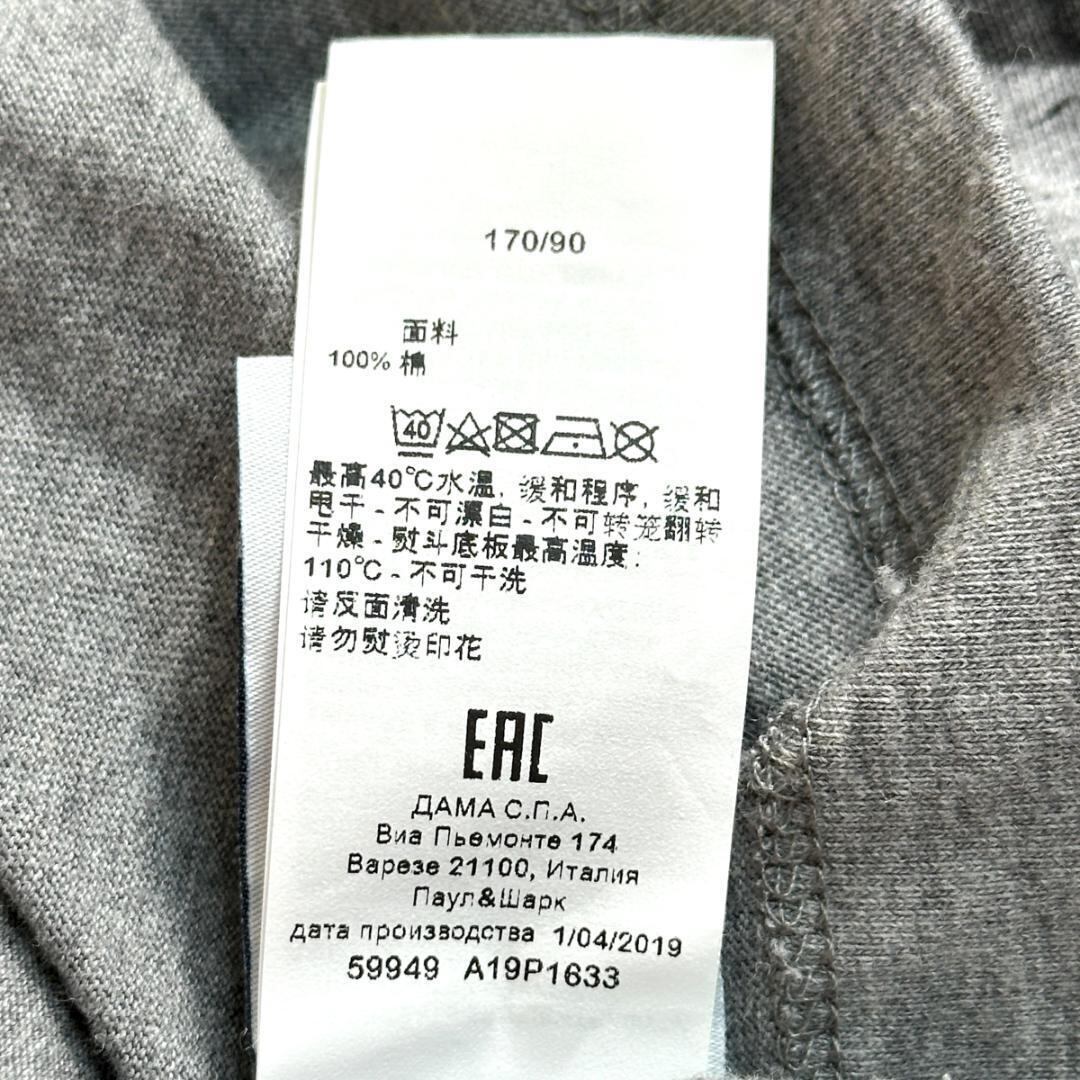 170/90
面料
100% 棉
40
最高40℃水温, 缓和程序, 缓和
甩干 - 不可漂白 - 不可转笼翻转
干燥 - 熨斗底板最高温度:
110℃ - 不可干洗
请反面清洗
请勿熨烫印花
EAC
ДАМА С.П.А.
Виа Пьемонте 174
Варезе 21100, Италия
Паул&Шарк
дата производства 1/04/2019
59949 A19P1633